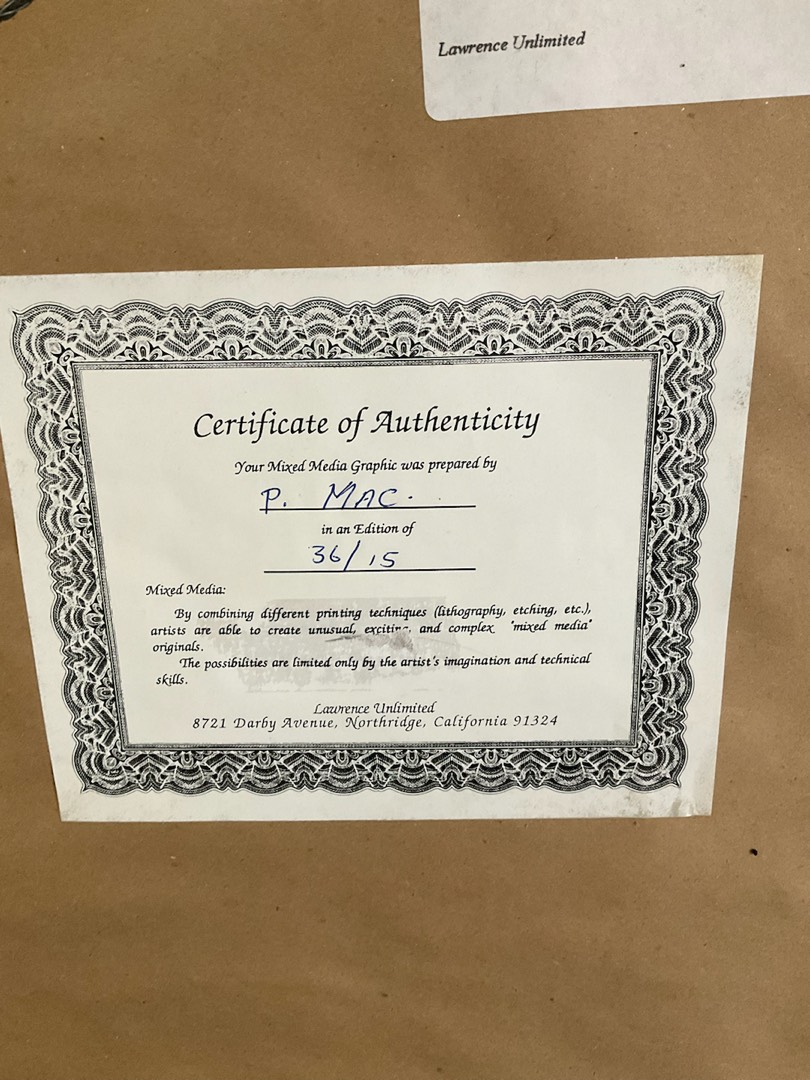 Lawrence Unlimited
Certificate of Authenticity
Your Mixed Media Graphic was prepared by
P. MAC.
in an Edition of
36/15
Mixed Media:
By combining different printing techniques (lithography, etching, etc.),
artists are able to create unusual, and complex "mixed media"
originals.
The possibilities are limited only by the artist's imagination and technical
skills.
Lawrence Unlimited
8721 Darby Avenue, Northridge, California 91324